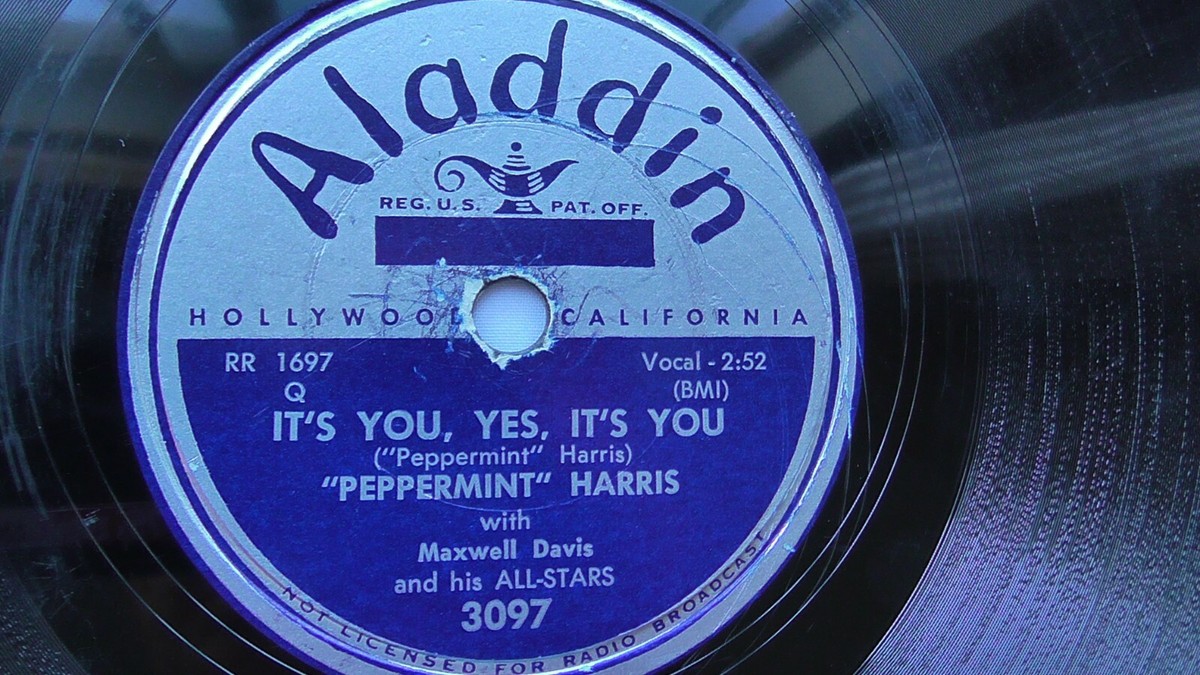 Aladdin
REG. U.S. PAT. OFF.
HOLLYWOOD CALIFORNIA
RR 1697 Vocal - 2:52
Q (BMI)
IT'S YOU, YES, IT'S YOU
("Peppermint" Harris)
"PEPPERMINT" HARRIS
with
Maxwell Davis
and his ALL-STARS
3097
NOT LICENSED FOR RADIO BROADCAST